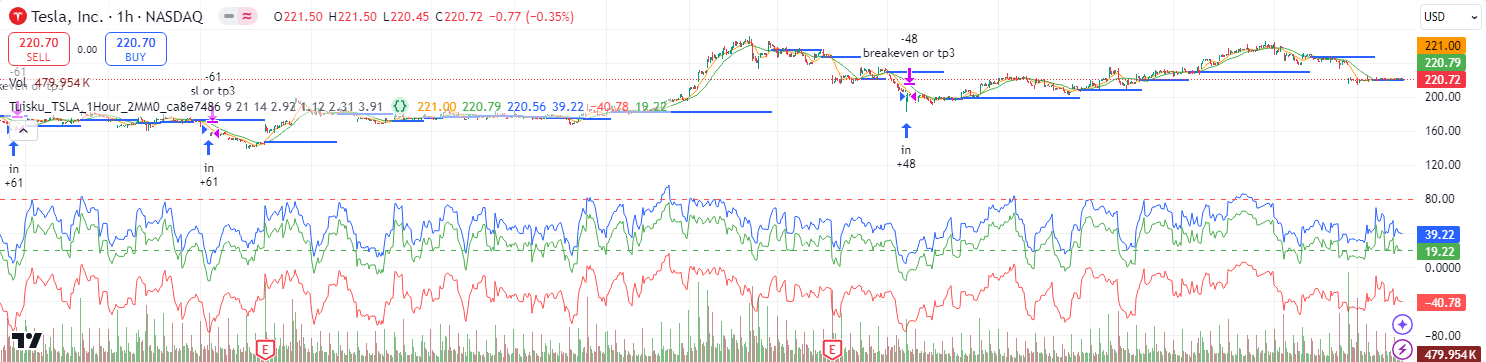 Tesla, Inc. · 1h · NASDAQ O221.50 H221.50 L220.45 C220.72 −0.77 (−0.35%)
USD
220.70
SELL
0.00
220.70
BUY
-61
Vol 479.954 K
-61
sl or tp3
-48
breakeven or tp3
9 21 14 2.92 1.12 2.31 3.91 221.00 220.79 220.56 39.22 −40.78 19.22
in
+61
in
+61
in
+48
221.00
220.79
220.72
200.00
160.00
120.00
80.00
39.22
19.22
0.0000
−40.78
−80.00
479.954 K
E
E